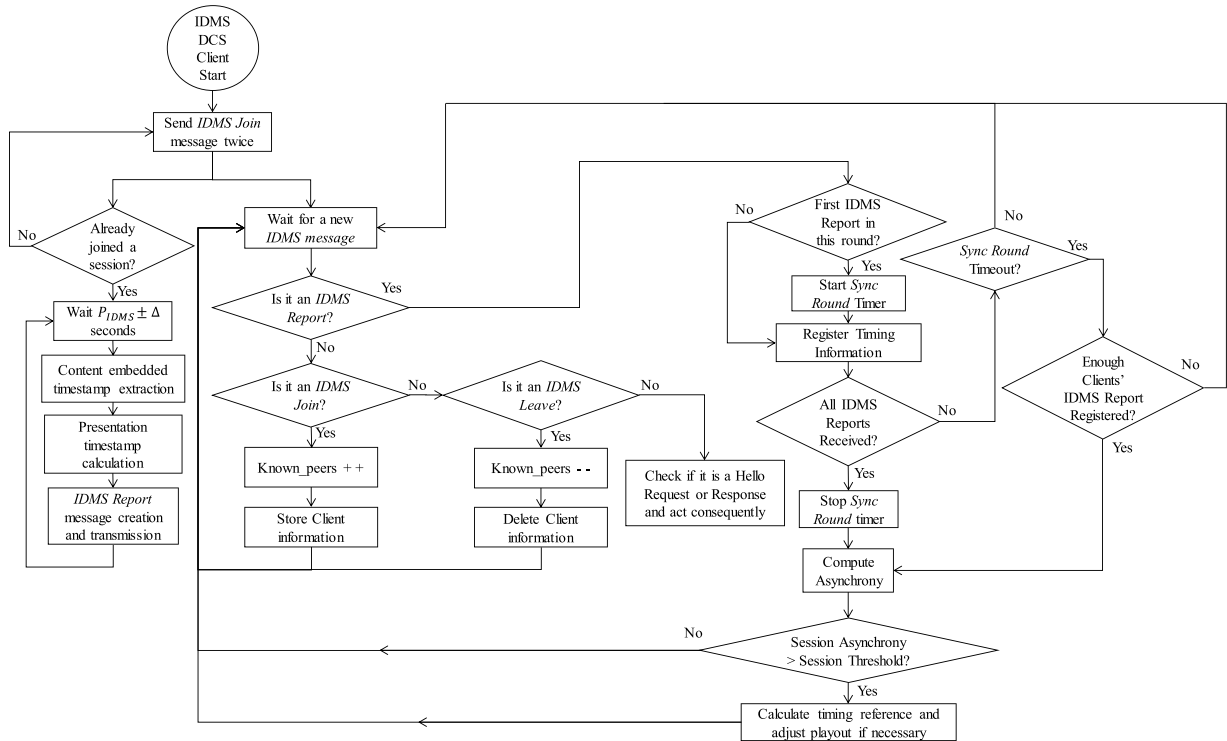 IDMS
DCS
Client
Start
Send IDMS Join
message twice
Already
joined a
session?
No
Yes
Wait P_IDMS ± Δ
seconds
Content embedded
timestamp extraction
Presentation
timestamp
calculation
IDMS Report
message creation
and transmission
Wait for a new
IDMS message
Is it an IDMS
Report?
Yes
No
Is it an IDMS
Join?
No
Yes
Known_peers + +
Store Client
information
Is it an IDMS
Leave?
No
Yes
Known_peers - -
Delete Client
information
Check if it is a Hello
Request or Response
and act consequently
First IDMS
Report in
this round?
No
Yes
Start Sync
Round Timer
Register Timing
Information
All IDMS
Reports
Received?
No
Yes
Stop Sync
Round timer
Sync Round
Timeout?
No
Yes
Enough
Clients'
IDMS Report
Registered?
No
Yes
Compute
Asynchrony
Session Asynchrony
> Session Threshold?
No
Yes
Calculate timing reference and
adjust playout if necessary